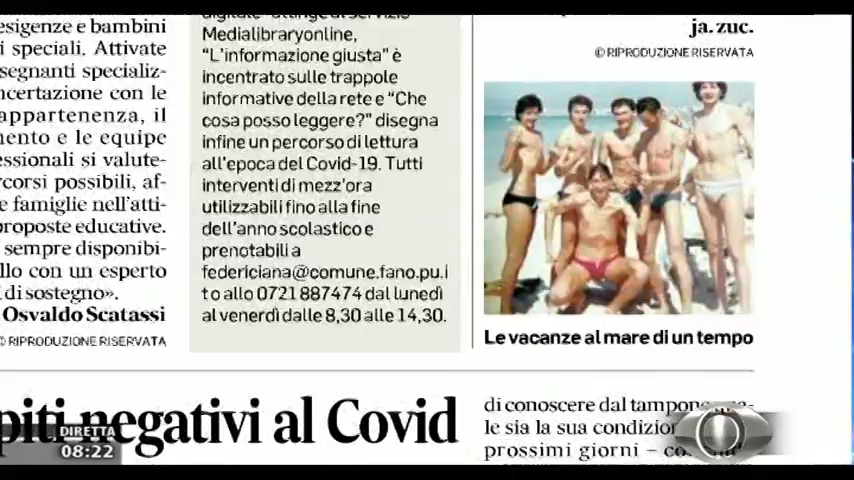 esigenze e bambini
i speciali. Attivate
segnanti specializ-
ncertazione con le
appartenenza, il
mento e le equipe
essionali si valute-
rcorsi possibili, af-
e famiglie nell'atti-
proposte educative.
sempre disponibi-
llo con un esperto
di sostegno».
Osvaldo Scatassi
© RIPRODUZIONE RISERVATA
Medialibraryonline,
"L'informazione giusta" è
incentrato sulle trappole
informative della rete e "Che
cosa posso leggere?" disegna
infine un percorso di lettura
all'epoca del Covid-19. Tutti
interventi di mezz'ora
utilizzabili fino alla fine
dell'anno scolastico e
prenotabili a
federiciana@comune.fano.pu.i
t o allo 0721 887474 dal lunedì
al venerdì dalle 8,30 alle 14,30.
ja. zuc.
© RIPRODUZIONE RISERVATA
Le vacanze al mare di un tempo
piti negativi al Covid
di conoscere dal tampone
le sia la sua condizion
prossimi giorni –
DIRETTA
08:22